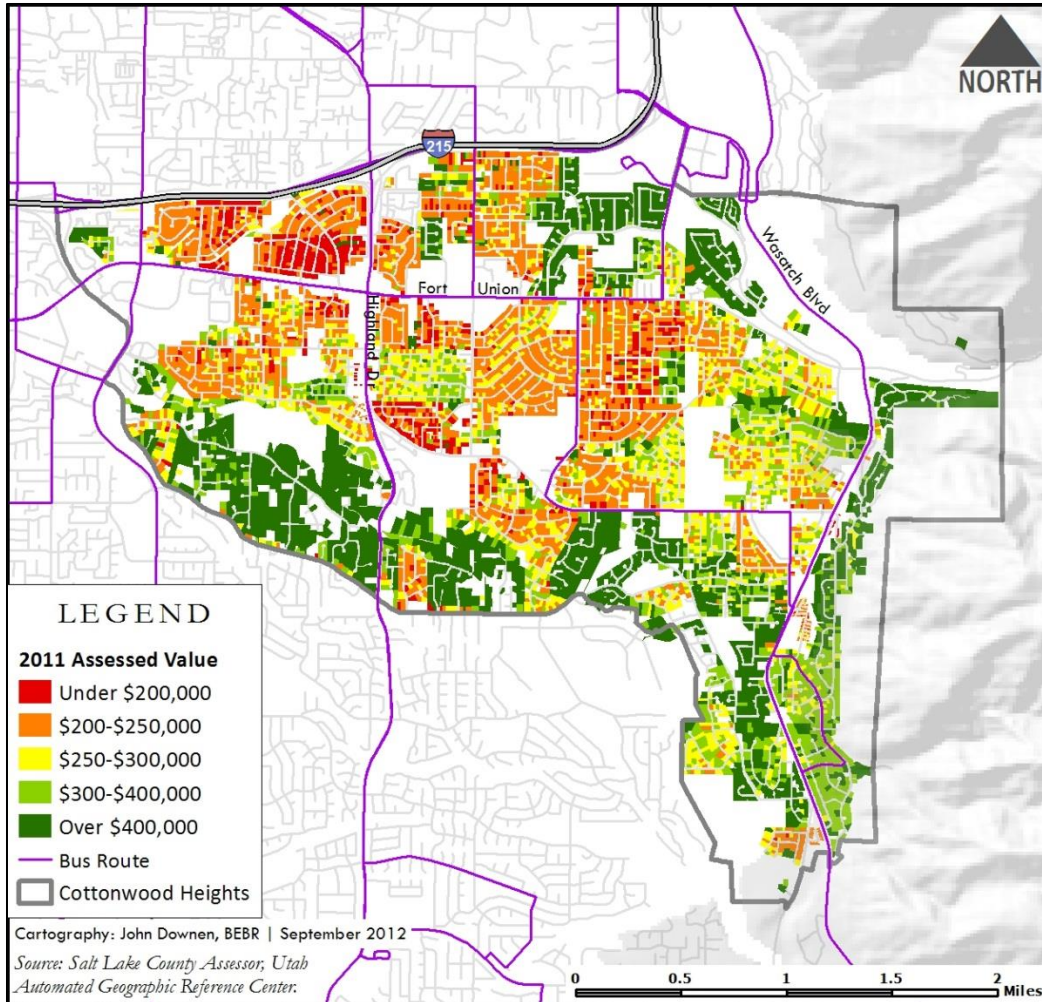 NORTH
215
Wasatch Blvd
Fort Union
Highland Dr
LEGEND
2011 Assessed Value
Under $200,000
$200-$250,000
$250-$300,000
$300-$400,000
Over $400,000
Bus Route
Cottonwood Heights
Cartography: John Downen, BEBR | September 2012
Source: Salt Lake County Assessor, Utah
Automated Geographic Reference Center.
0 0.5 1 1.5 2
Miles